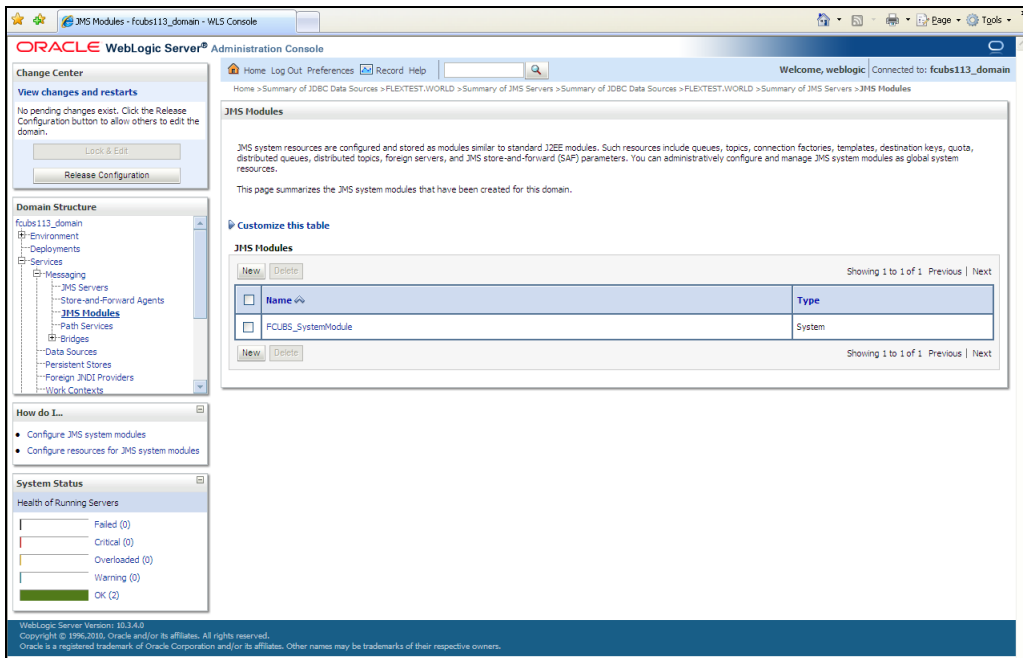 JMS Modules - fcubs113_domain - WLS Console
Page
Tools
ORACLE WebLogic Server® Administration Console
Change Center
View changes and restarts
No pending changes exist. Click the Release
Configuration button to allow others to edit the
domain.
Lock & Edit
Release Configuration
Domain Structure
fcubs113_domain
Environment
Deployments
Services
Messaging
JMS Servers
Store-and-Forward Agents
JMS Modules
Path Services
Bridges
Data Sources
Persistent Stores
Foreign JNDI Providers
Work Contexts
How do I...
Configure JMS system modules
Configure resources for JMS system modules
System Status
Health of Running Servers
Failed (0)
Critical (0)
Overloaded (0)
Warning (0)
OK (2)
Home Log Out Preferences Record Help
Welcome, weblogic Connected to: fcubs113_domain
Home >Summary of JDBC Data Sources >FLEXTEST.WORLD >Summary of JMS Servers >Summary of JDBC Data Sources >FLEXTEST.WORLD >Summary of JMS Servers >JMS Modules
JMS Modules
JMS system resources are configured and stored as modules similar to standard J2EE modules. Such resources include queues, topics, connection factories, templates, destination keys, quota,
distributed queues, distributed topics, foreign servers, and JMS store-and-forward (SAF) parameters. You can administratively configure and manage JMS system modules as global system
resources.
This page summarizes the JMS system modules that have been created for this domain.
Customize this table
JMS Modules
New Delete Showing 1 to 1 of 1 Previous | Next
Name Type
FCUBS_SystemModule System
New Delete Showing 1 to 1 of 1 Previous | Next
WebLogic Server Version: 10.3.4.0
Copyright © 1996,2010, Oracle and/or its affiliates. All rights reserved.
Oracle is a registered trademark of Oracle Corporation and/or its affiliates. Other names may be trademarks of their respective owners.